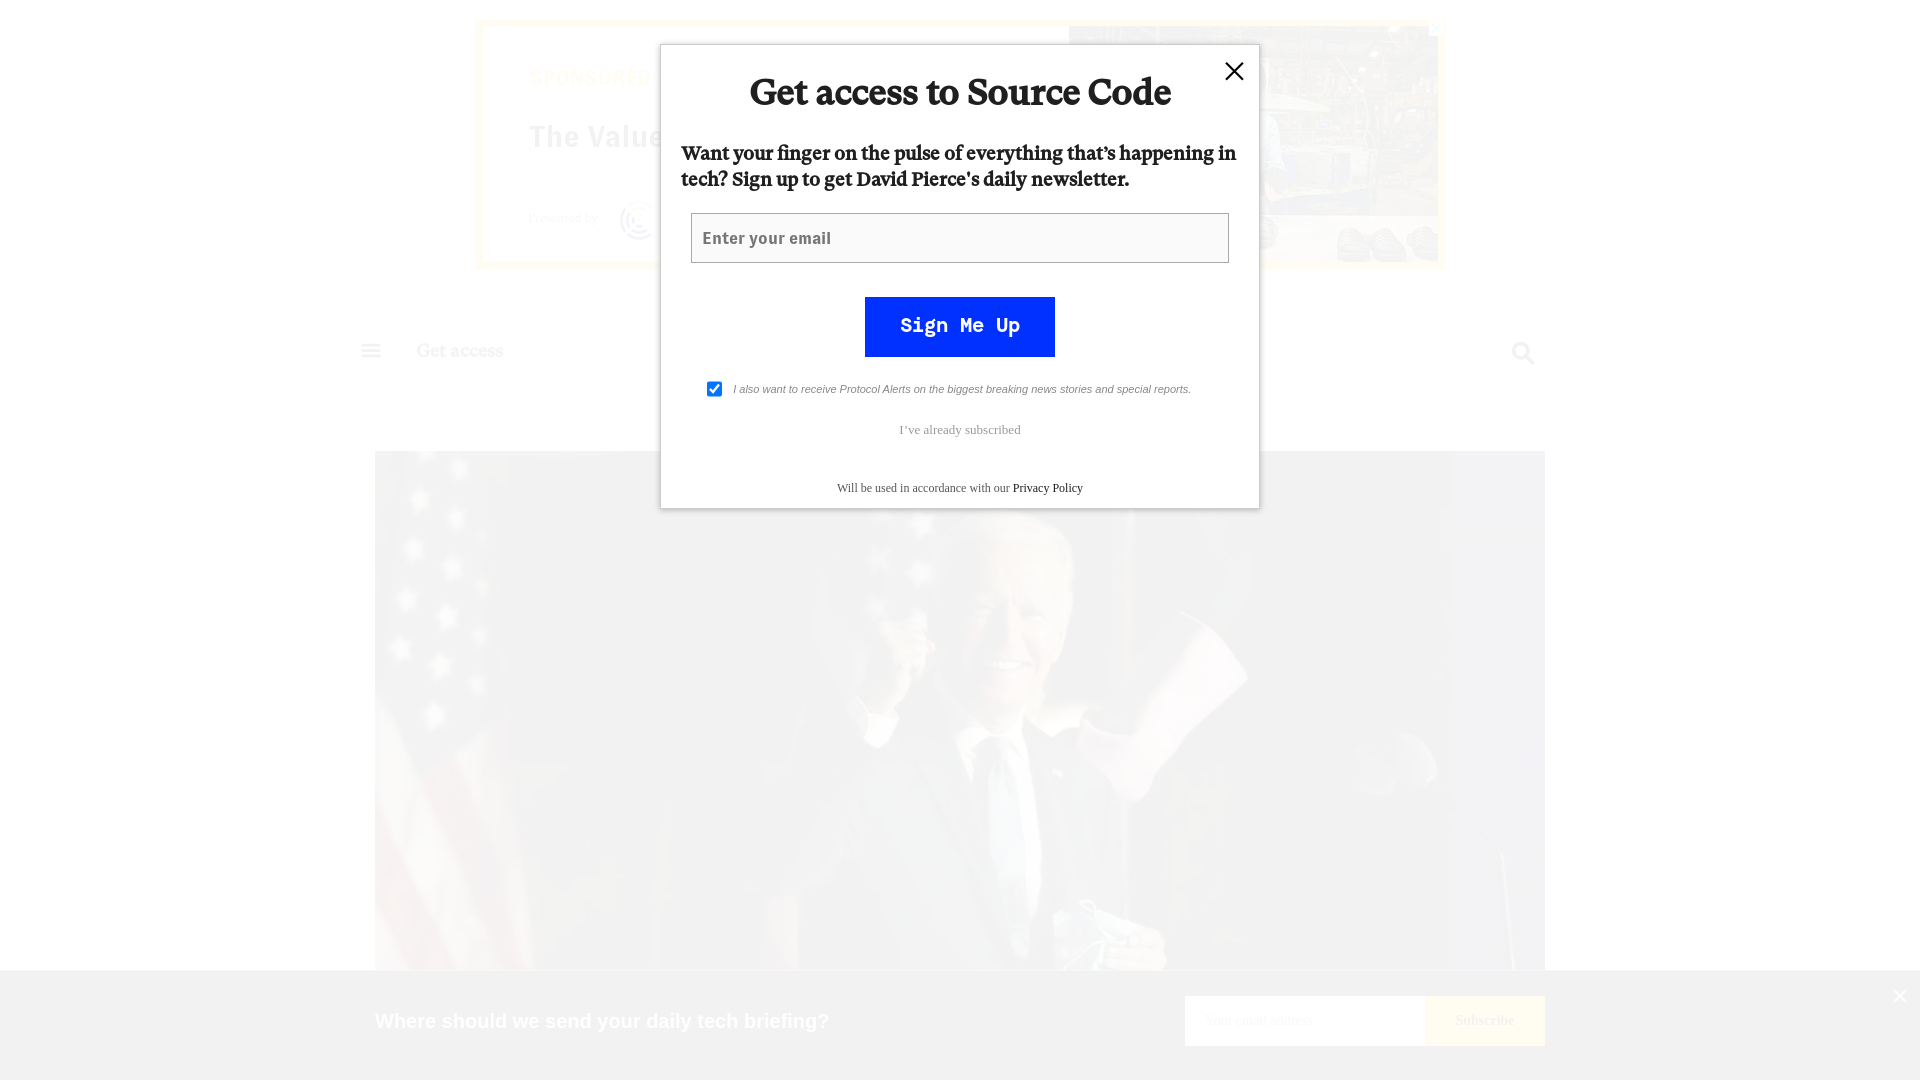 SPONSORED
Get access to Source Code
The Value
Want your finger on the pulse of everything that’s happening in
tech? Sign up to get David Pierce's daily newsletter.
Presented by
Enter your email
Sign Me Up
Get access
I also want to receive Protocol Alerts on the biggest breaking news stories and special reports.
I’ve already subscribed
Will be used in accordance with our Privacy Policy
Where should we send your daily tech briefing?
Your email address
Subscribe